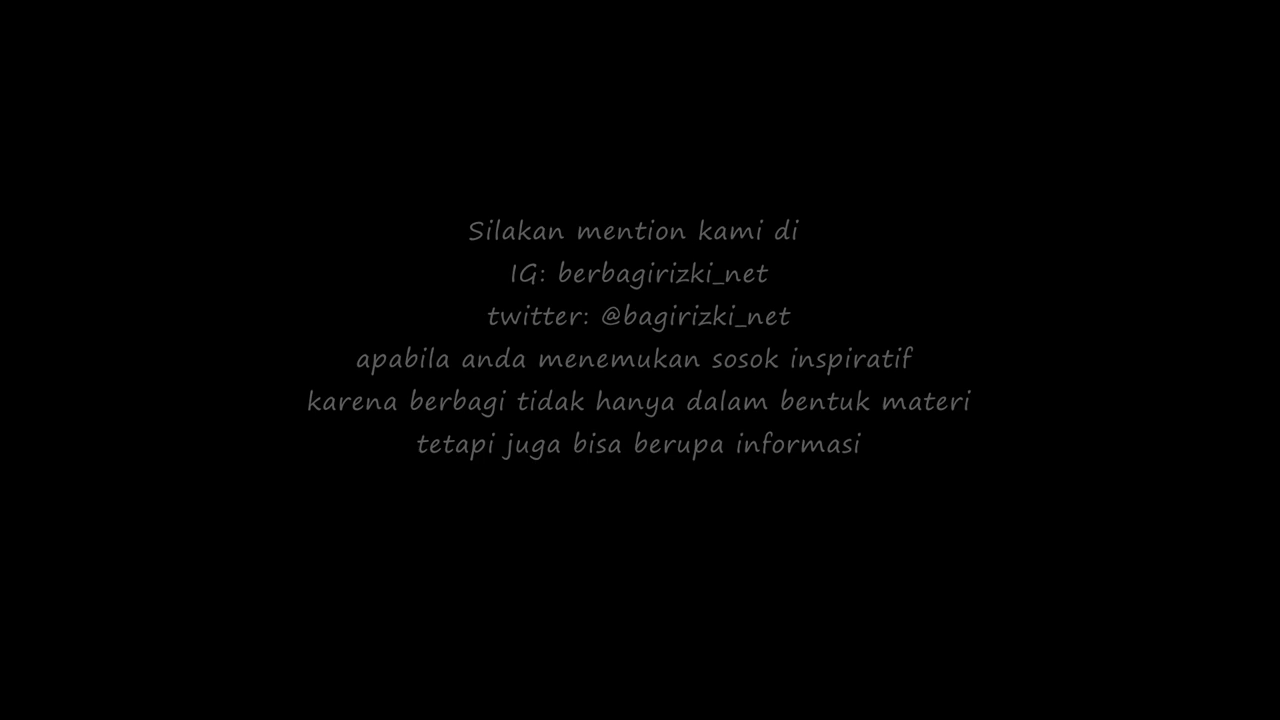 Silakan mention kami di
IG: berbagirizki_net
twitter: @bagirizki_net
apabila anda menemukan sosok inspiratif
karena berbagi tidak hanya dalam bentuk materi
tetapi juga bisa berupa informasi